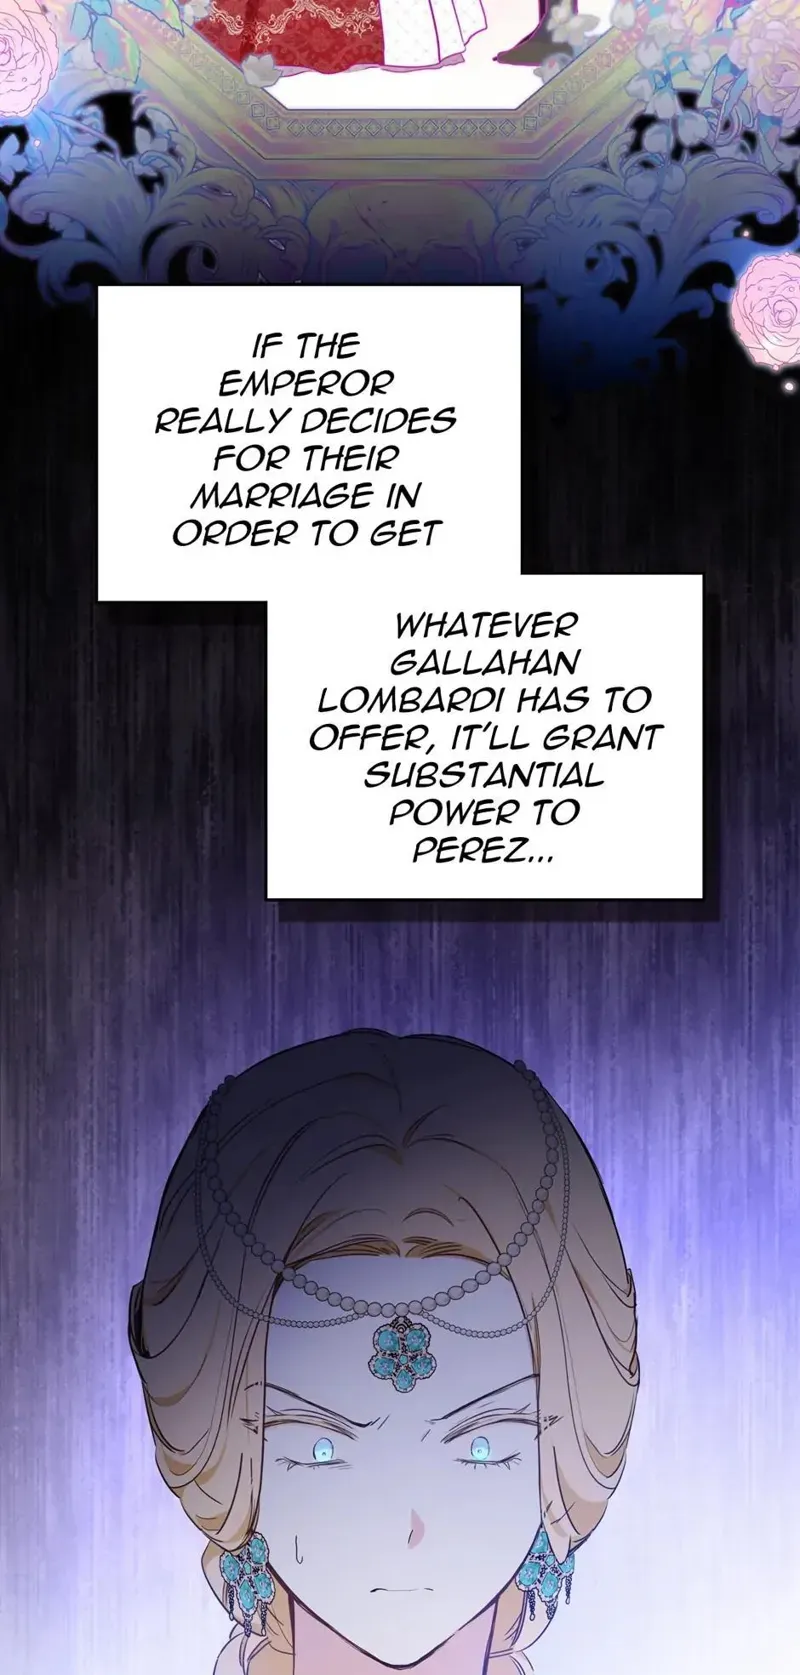 IF THE
EMPEROR
REALLY DECIDES
FOR THEIR
MARRIAGE IN
ORDER TO GET
WHATEVER
GALLAHAN
LOMBARDI HAS TO
OFFER, IT'LL GRANT
SUBSTANTIAL
POWER TO
PEREZ...